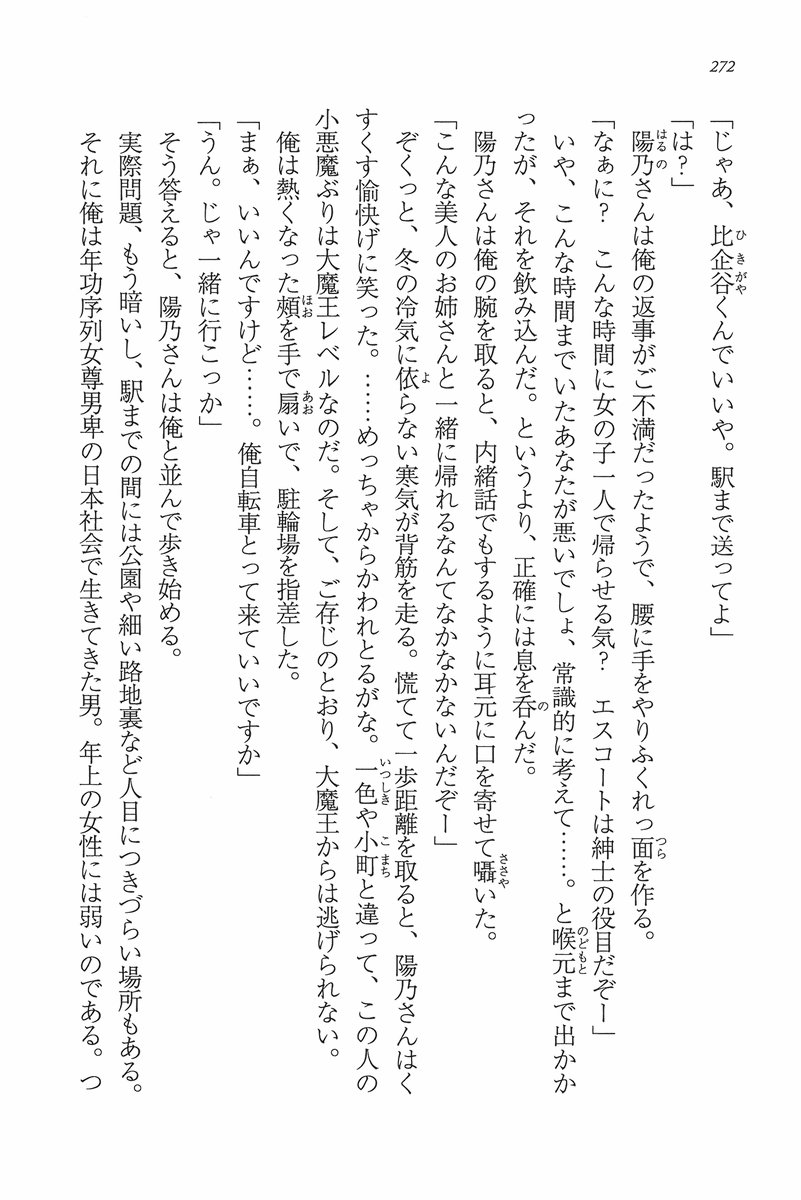 272
「じゃあ、比企谷くんでいいや。駅まで送ってよ」
「は？」
陽乃さんは俺の返事がご不満だったようで、腰に手をやりふくれっ面を作る。
「なぁに？　こんな時間に女の子一人で帰らせる気？　エスコートは紳士の役目だぞー」
いや、こんな時間までいたあなたが悪いでしょ、常識的に考えて……。と喉元まで出かか
ったが、それを飲み込んだ。というより、正確には息を呑んだ。
陽乃さんは俺の腕を取ると、内緒話でもするように耳元に口を寄せて囁いた。
「こんな美人のお姉さんと一緒に帰れるなんてなかなかないんだぞー」
ぞくっと、冬の冷気に依らない寒気が背筋を走る。慌てて一歩距離を取ると、陽乃さんはく
すくす愉快げに笑った。……めっちゃからかわれとるがな。一色や小町と違って、この人の
小悪魔ぶりは大魔王レベルなのだ。そして、ご存じのとおり、大魔王からは逃げられない。
俺は熱くなった頰を手で扇いで、駐輪場を指差した。
「まぁ、いいんですけど……。俺自転車とって来ていいですか」
「うん。じゃ一緒に行こっか」
そう答えると、陽乃さんは俺と並んで歩き始める。
実際問題、もう暗いし、駅までの間には公園や細い路地裏など人目につきづらい場所もある。
それに俺は年功序列女尊男卑の日本社会で生きてきた男。年上の女性には弱いのである。つ